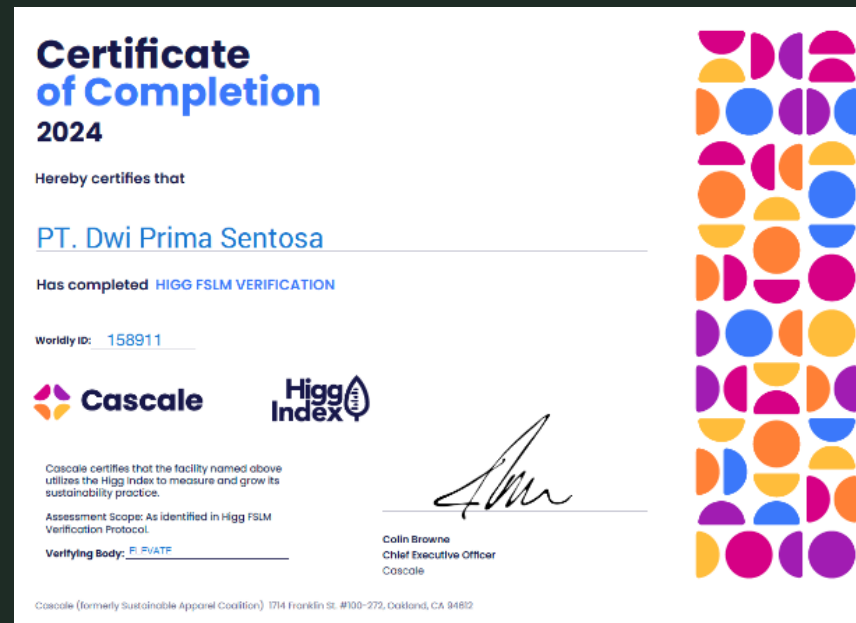 Certificate
of Completion
2024
Hereby certifies that
PT. Dwi Prima Sentosa
Has completed HIGG FSLM VERIFICATION
Worldly ID: 158911
Cascale
Higg
Index
Cascale certifies that the facility named above
utilizes the Higg Index to measure and grow its
sustainability practice.
Assessment Scope: As identified in Higg FSLM
Verification Protocol.
Verifying Body: ELEVATE
Colin Browne
Chief Executive Officer
Cascale
Cascale (formerly Sustainable Apparel Coalition) 1714 Franklin St. #100-272, Oakland, CA 94612